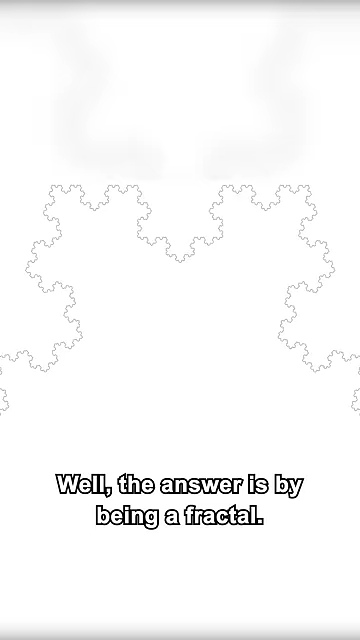 Well, the answer is by
being a fractal.